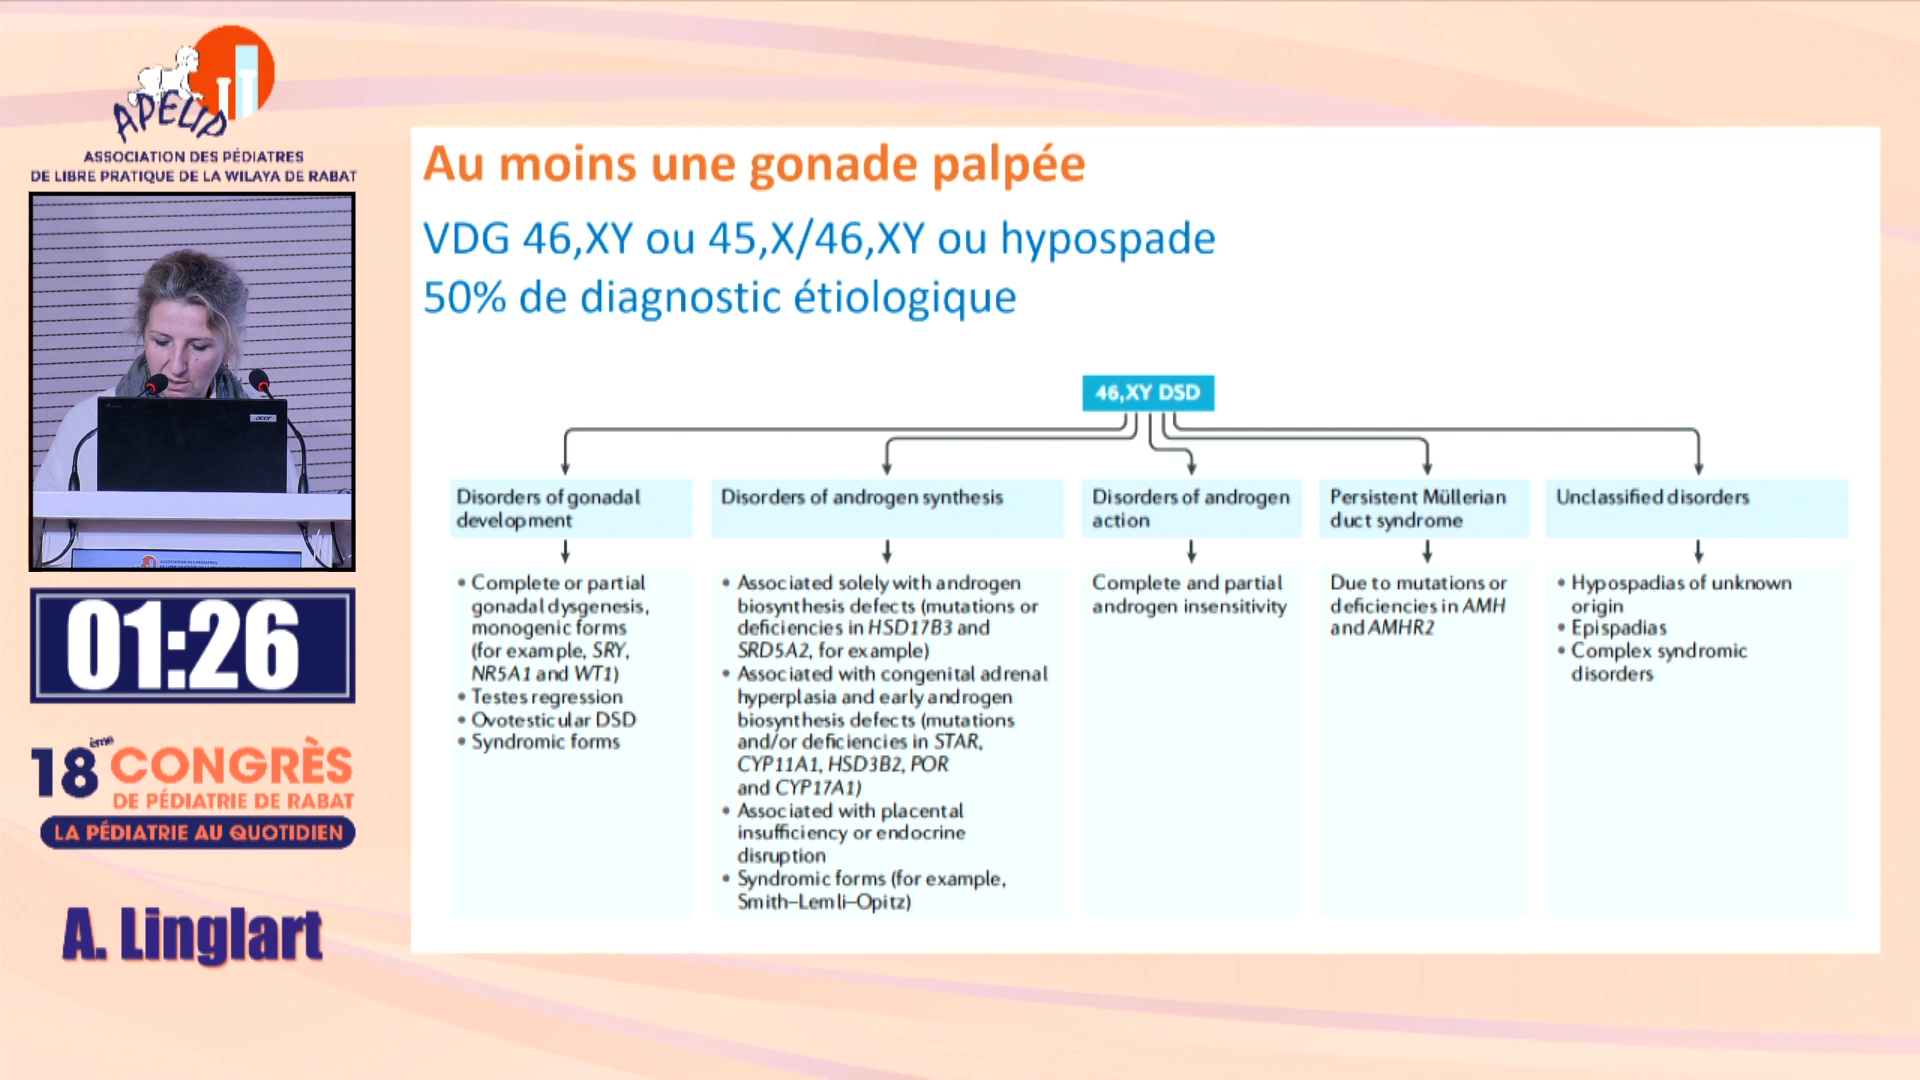 APELIP
ASSOCIATION DES PÉDIATRES
DE LIBRE PRATIQUE DE LA WILAYA DE RABAT
acer
01:26
18ème CONGRÈS
DE PÉDIATRIE DE RABAT
LA PÉDIATRIE AU QUOTIDIEN
A. Linglart
Au moins une gonade palpée
VDG 46,XY ou 45,X/46,XY ou hypospade
50% de diagnostic étiologique
46,XY DSD
Disorders of gonadal
development
• Complete or partial
gonadal dysgenesis,
monogenic forms
(for example, SRY,
NR5A1 and WT1)
• Testes regression
• Ovotesticular DSD
• Syndromic forms
Disorders of androgen synthesis
• Associated solely with androgen
biosynthesis defects (mutations or
deficiencies in HSD17B3 and
SRD5A2, for example)
• Associated with congenital adrenal
hyperplasia and early androgen
biosynthesis defects (mutations
and/or deficiencies in STAR,
CYP11A1, HSD3B2, POR
and CYP17A1)
• Associated with placental
insufficiency or endocrine
disruption
• Syndromic forms (for example,
Smith–Lemli–Opitz)
Disorders of androgen
action
Complete and partial
androgen insensitivity
Persistent Müllerian
duct syndrome
Due to mutations or
deficiencies in AMH
and AMHR2
Unclassified disorders
• Hypospadias of unknown
origin
• Epispadias
• Complex syndromic
disorders